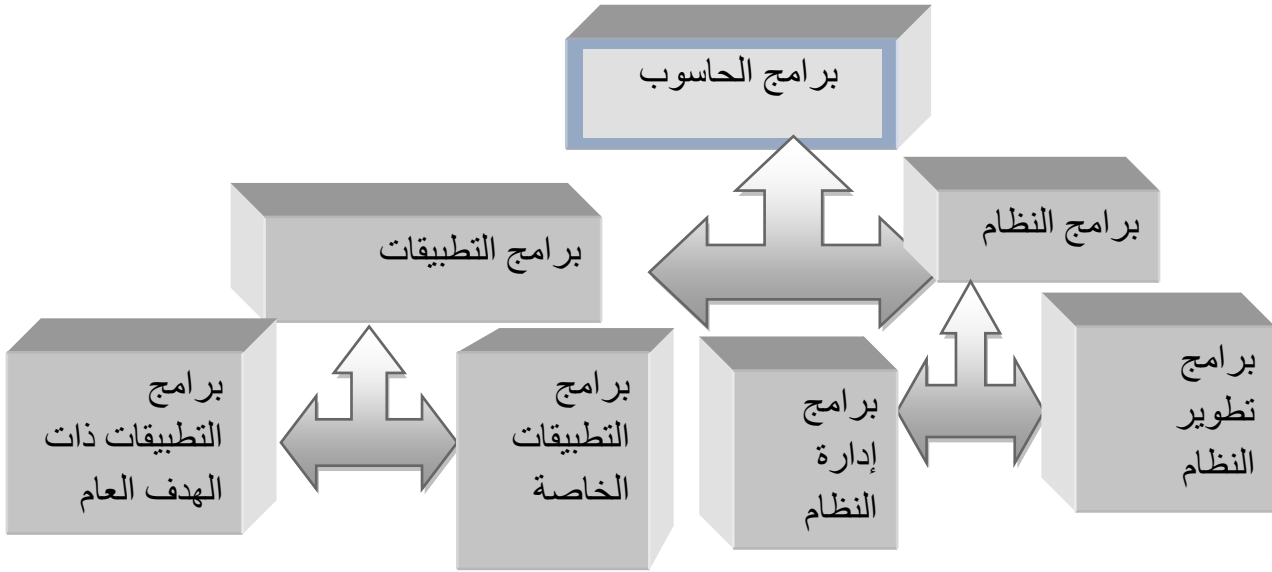 برامج الحاسوب
برامج النظام
برامج التطبيقات
برامج
تطوير
النظام
برامج
إدارة
النظام
برامج
التطبيقات
الخاصة
برامج
التطبيقات ذات
الهدف العام